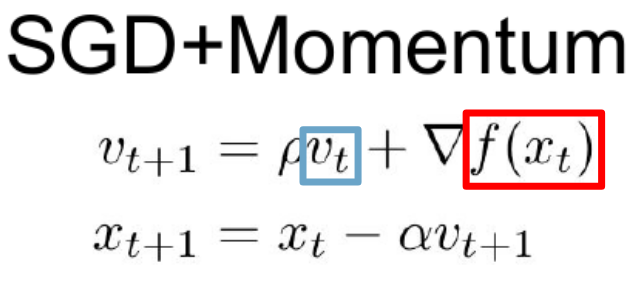 SGD+Momentum
v_{t+1} = ρv_t + ∇f(x_t)
x_{t+1} = x_t − αv_{t+1}